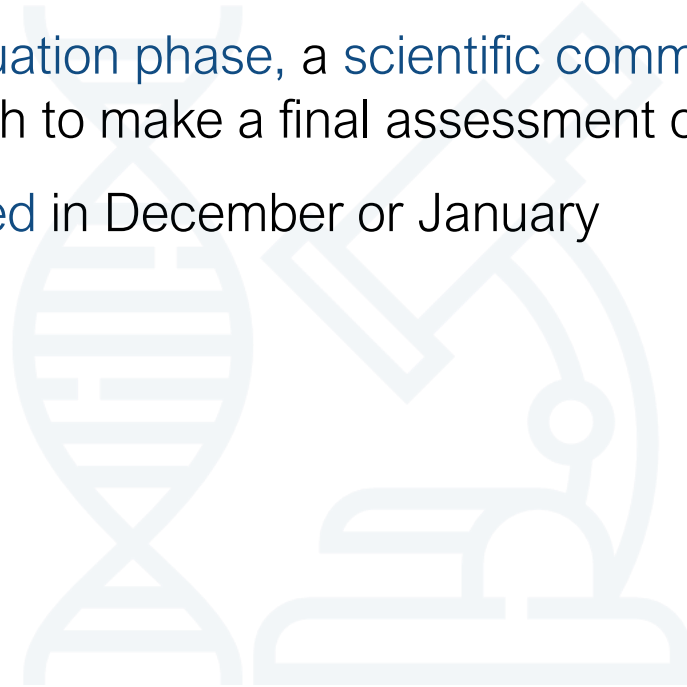 uation phase, a scientific comm
h to make a final assessment
ed in December or January